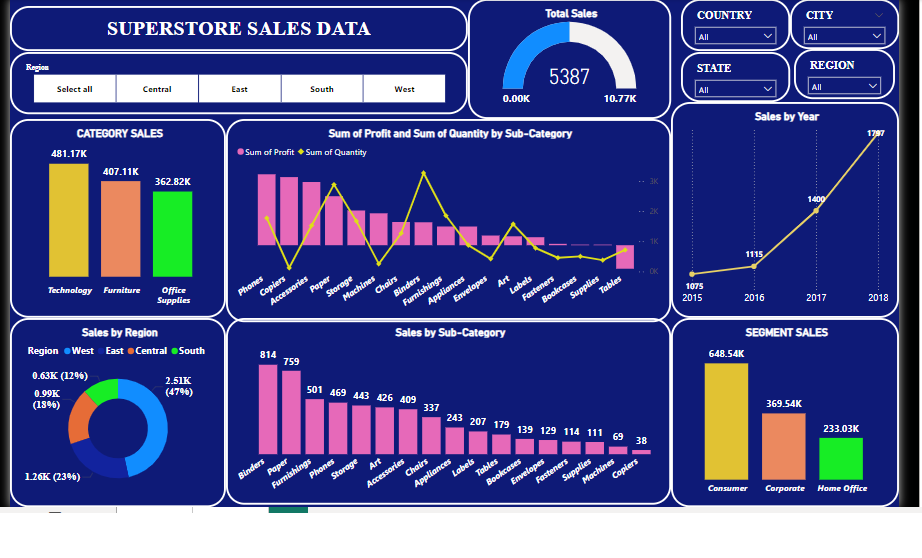 SUPERSTORE SALES DATA
Region
Select all Central East South West
Total Sales
5387
0.00K 10.77K
COUNTRY
All
CITY
All
STATE
All
REGION
All
CATEGORY SALES
481.17K
407.11K
362.82K
Technology Furniture Office Supplies
Sum of Profit and Sum of Quantity by Sub-Category
Sum of Profit Sum of Quantity
3K
2K
1K
0K
Phones Copiers Accessories Paper Storage Machines Chairs Binders Furnishings Appliances Envelopes Art Labels Fasteners Bookcases Supplies Tables
Sales by Year
1797
1400
1115
1075
2015 2016 2017 2018
Sales by Region
Region West East Central South
0.63K (12%)
0.99K
(18%)
2.51K
(47%)
1.26K (23%)
Sales by Sub-Category
814 759 501 469 443 426 409 337 243 207 179 139 129 114 111 69 38
Binders Paper Furnishings Phones Storage Art Accessories Chairs Appliances Labels Tables Bookcases Envelopes Fasteners Supplies Machines Copiers
SEGMENT SALES
648.54K
369.54K
233.03K
Consumer Corporate Home Office